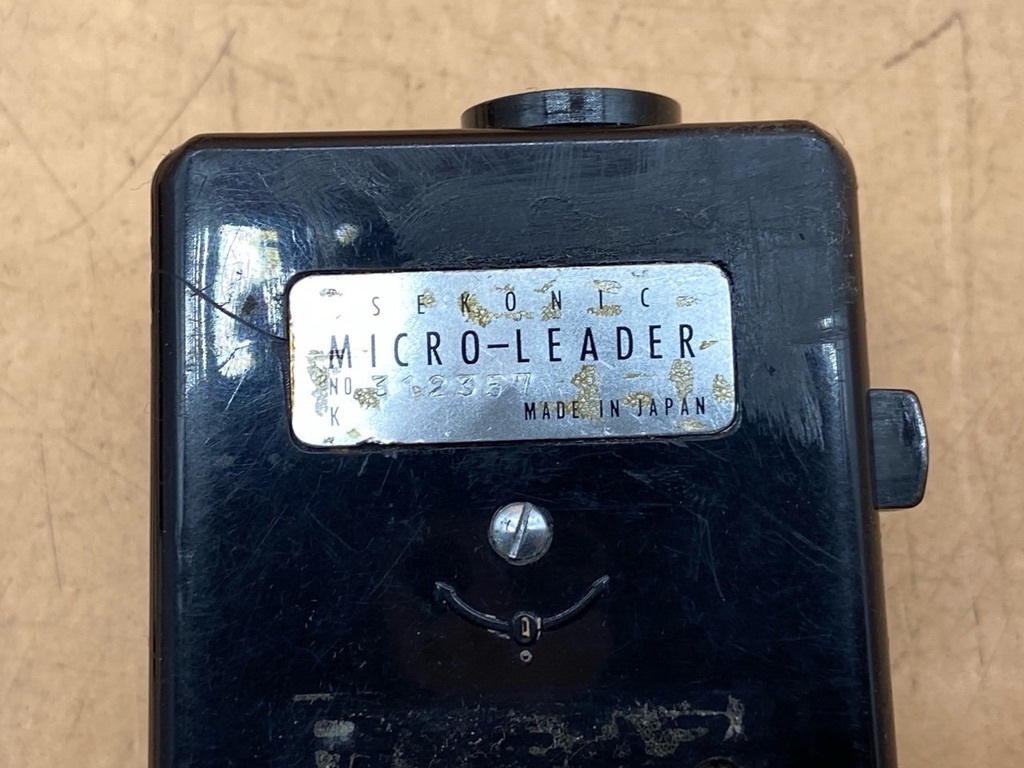 SEKONIC
MICRO-LEADER
NO. 312357
K MADE IN JAPAN